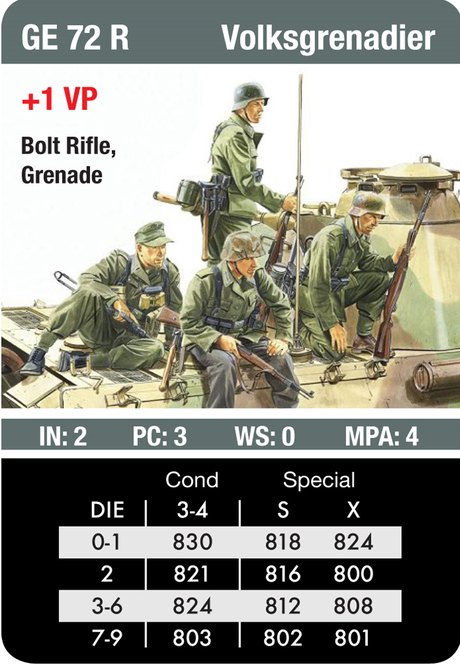 GE 72 R Volksgrenadier
+1 VP
Bolt Rifle,
Grenade
IN: 2 PC: 3 WS: 0 MPA: 4
Cond Special
DIE 3-4 S X
0-1 830 818 824
2 821 816 800
3-6 824 812 808
7-9 803 802 801